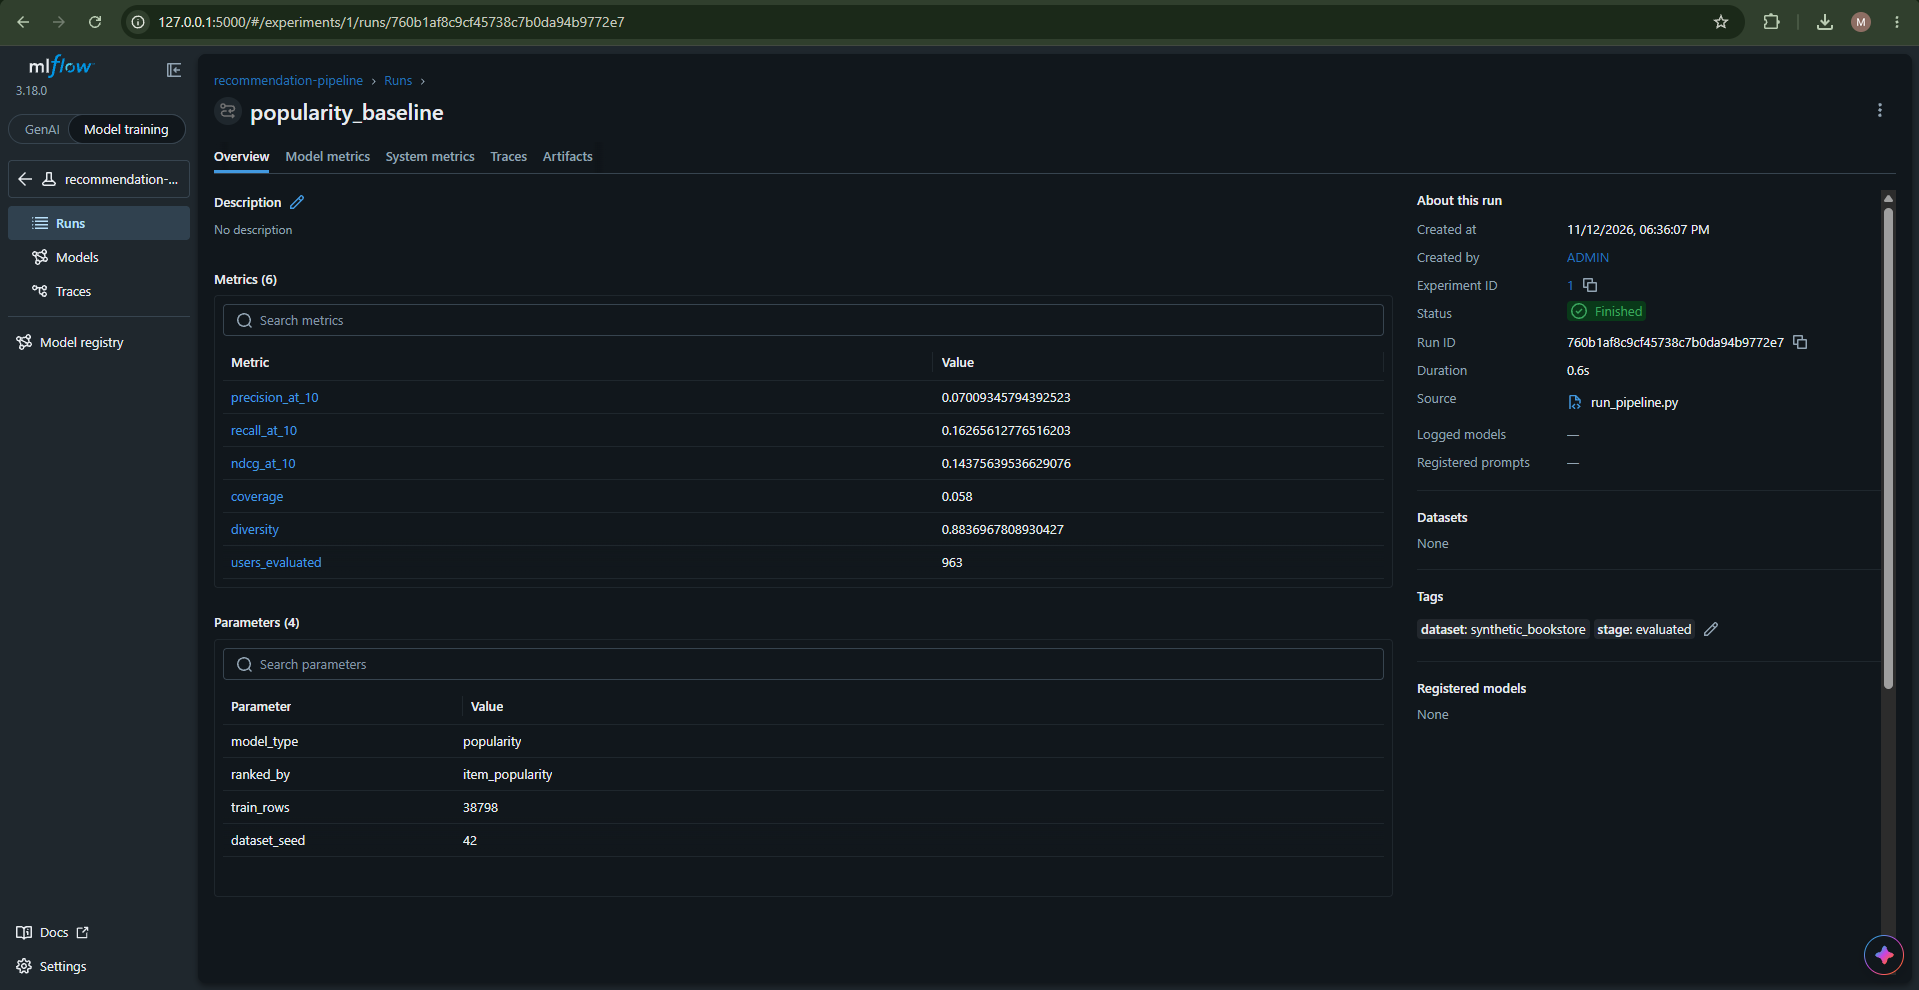 127.0.0.1:5000/#/experiments/1/runs/760b1af8c9cf45738c7b0da94b9772e7
M
mlflow
3.18.0
GenAI
Model training
recommendation-...
Runs
Models
Traces
Model registry
Docs
Settings
recommendation-pipeline › Runs ›
popularity_baseline
Overview Model metrics System metrics Traces Artifacts
Description
No description
Metrics (6)
Search metrics
Metric Value
precision_at_10 0.07009345794392523
recall_at_10 0.16265612776516203
ndcg_at_10 0.14375639536629076
coverage 0.058
diversity 0.8836967808930427
users_evaluated 963
Parameters (4)
Search parameters
Parameter Value
model_type popularity
ranked_by item_popularity
train_rows 38798
dataset_seed 42
About this run
Created at 11/12/2026, 06:36:07 PM
Created by ADMIN
Experiment ID 1
Status Finished
Run ID 760b1af8c9cf45738c7b0da94b9772e7
Duration 0.6s
Source run_pipeline.py
Logged models —
Registered prompts —
Datasets
None
Tags
dataset: synthetic_bookstore stage: evaluated
Registered models
None